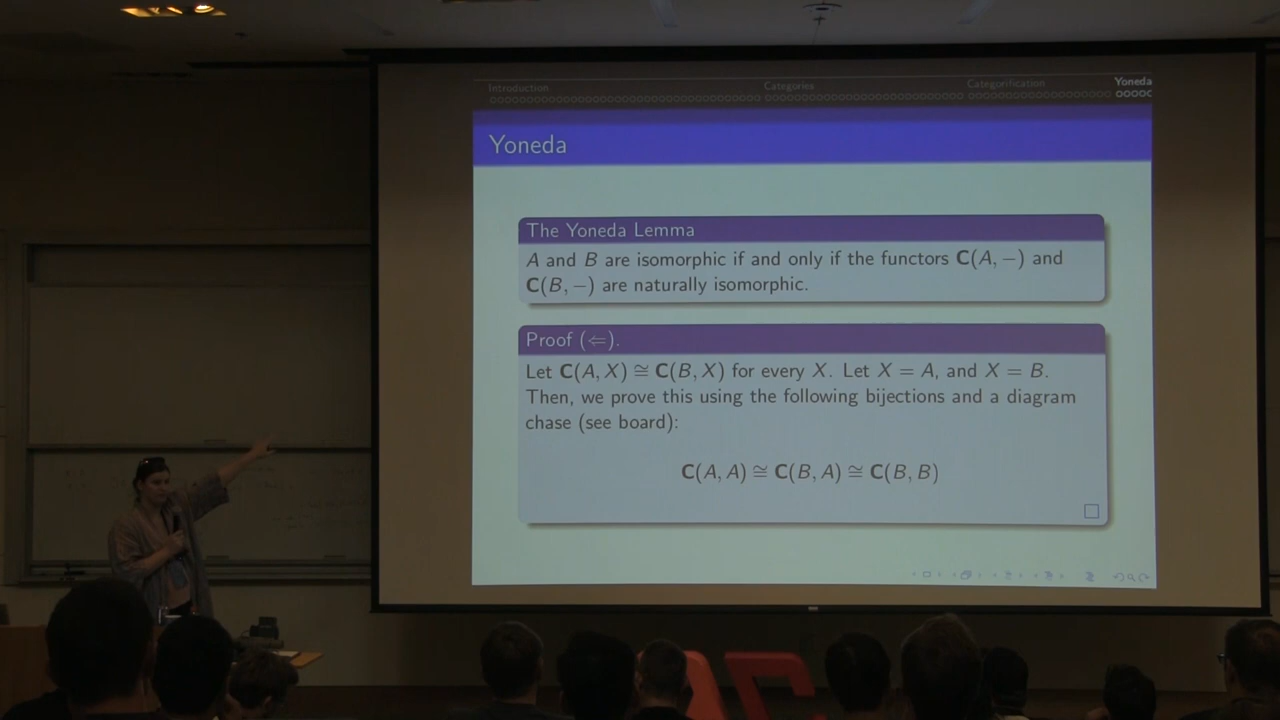 Introduction Categories Categorification Yoneda
Yoneda
The Yoneda Lemma
A and B are isomorphic if and only if the functors C(A, −) and
C(B, −) are naturally isomorphic.
Proof (⇐).
Let C(A, X) ≅ C(B, X) for every X. Let X = A, and X = B.
Then, we prove this using the following bijections and a diagram
chase (see board):
C(A, A) ≅ C(B, A) ≅ C(B, B)